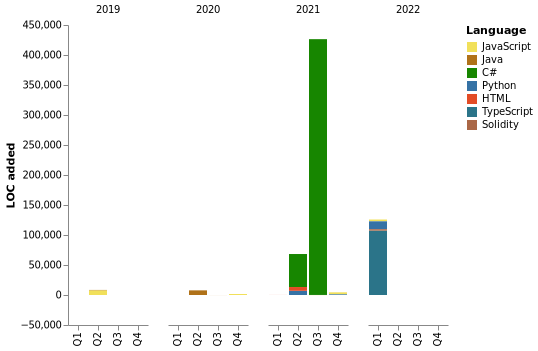 2019 2020 2021 2022
450,000
400,000
350,000
300,000
250,000
200,000
150,000
100,000
50,000
0
−50,000
LOC added
Q1 Q2 Q3 Q4 Q1 Q2 Q3 Q4 Q1 Q2 Q3 Q4 Q1 Q2 Q3 Q4
Language
JavaScript
Java
C#
Python
HTML
TypeScript
Solidity